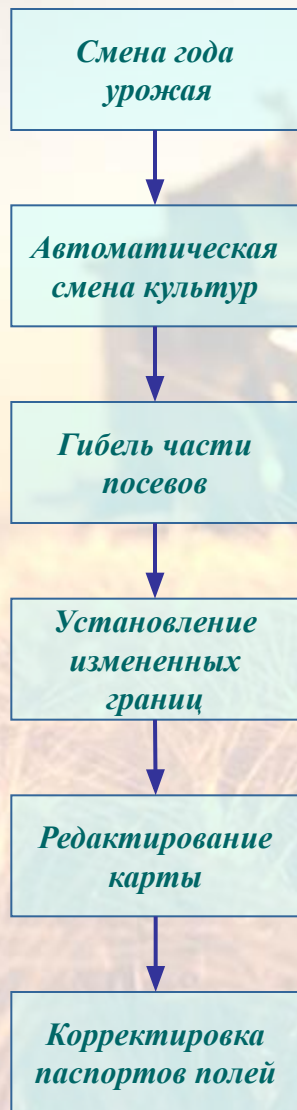 Смена года
урожая
Автоматическая
смена культур
Гибель части
посевов
Установление
измененных
границ
Редактирование
карты
Корректировка
паспортов полей